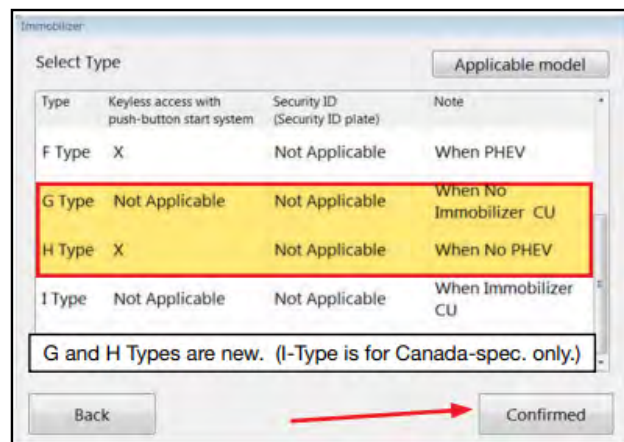 Immobilizer
Select Type
Applicable model
Type Keyless access with push-button start system Security ID (Security ID plate) Note
F Type X Not Applicable When PHEV
G Type Not Applicable Not Applicable When No Immobilizer CU
H Type X Not Applicable When No PHEV
I Type Not Applicable Not Applicable When Immobilizer CU
G and H Types are new. (I-Type is for Canada-spec. only.)
Back
Confirmed